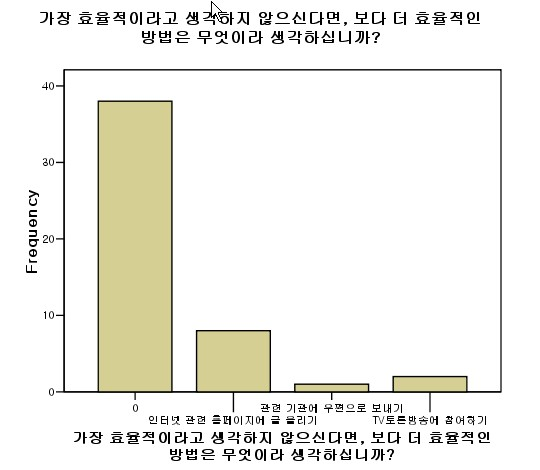 가장 효율적이라고 생각하지 않으신다면, 보다 더 효율적인
방법은 무엇이라 생각하십니까?
40
30
20
10
0
Frequency
0
관련 기관에 우편으로 보내기
인터넷 관련 홈페이지에 글 올리기
TV토론방송에 참여하기
가장 효율적이라고 생각하지 않으신다면, 보다 더 효율적인
방법은 무엇이라 생각하십니까?